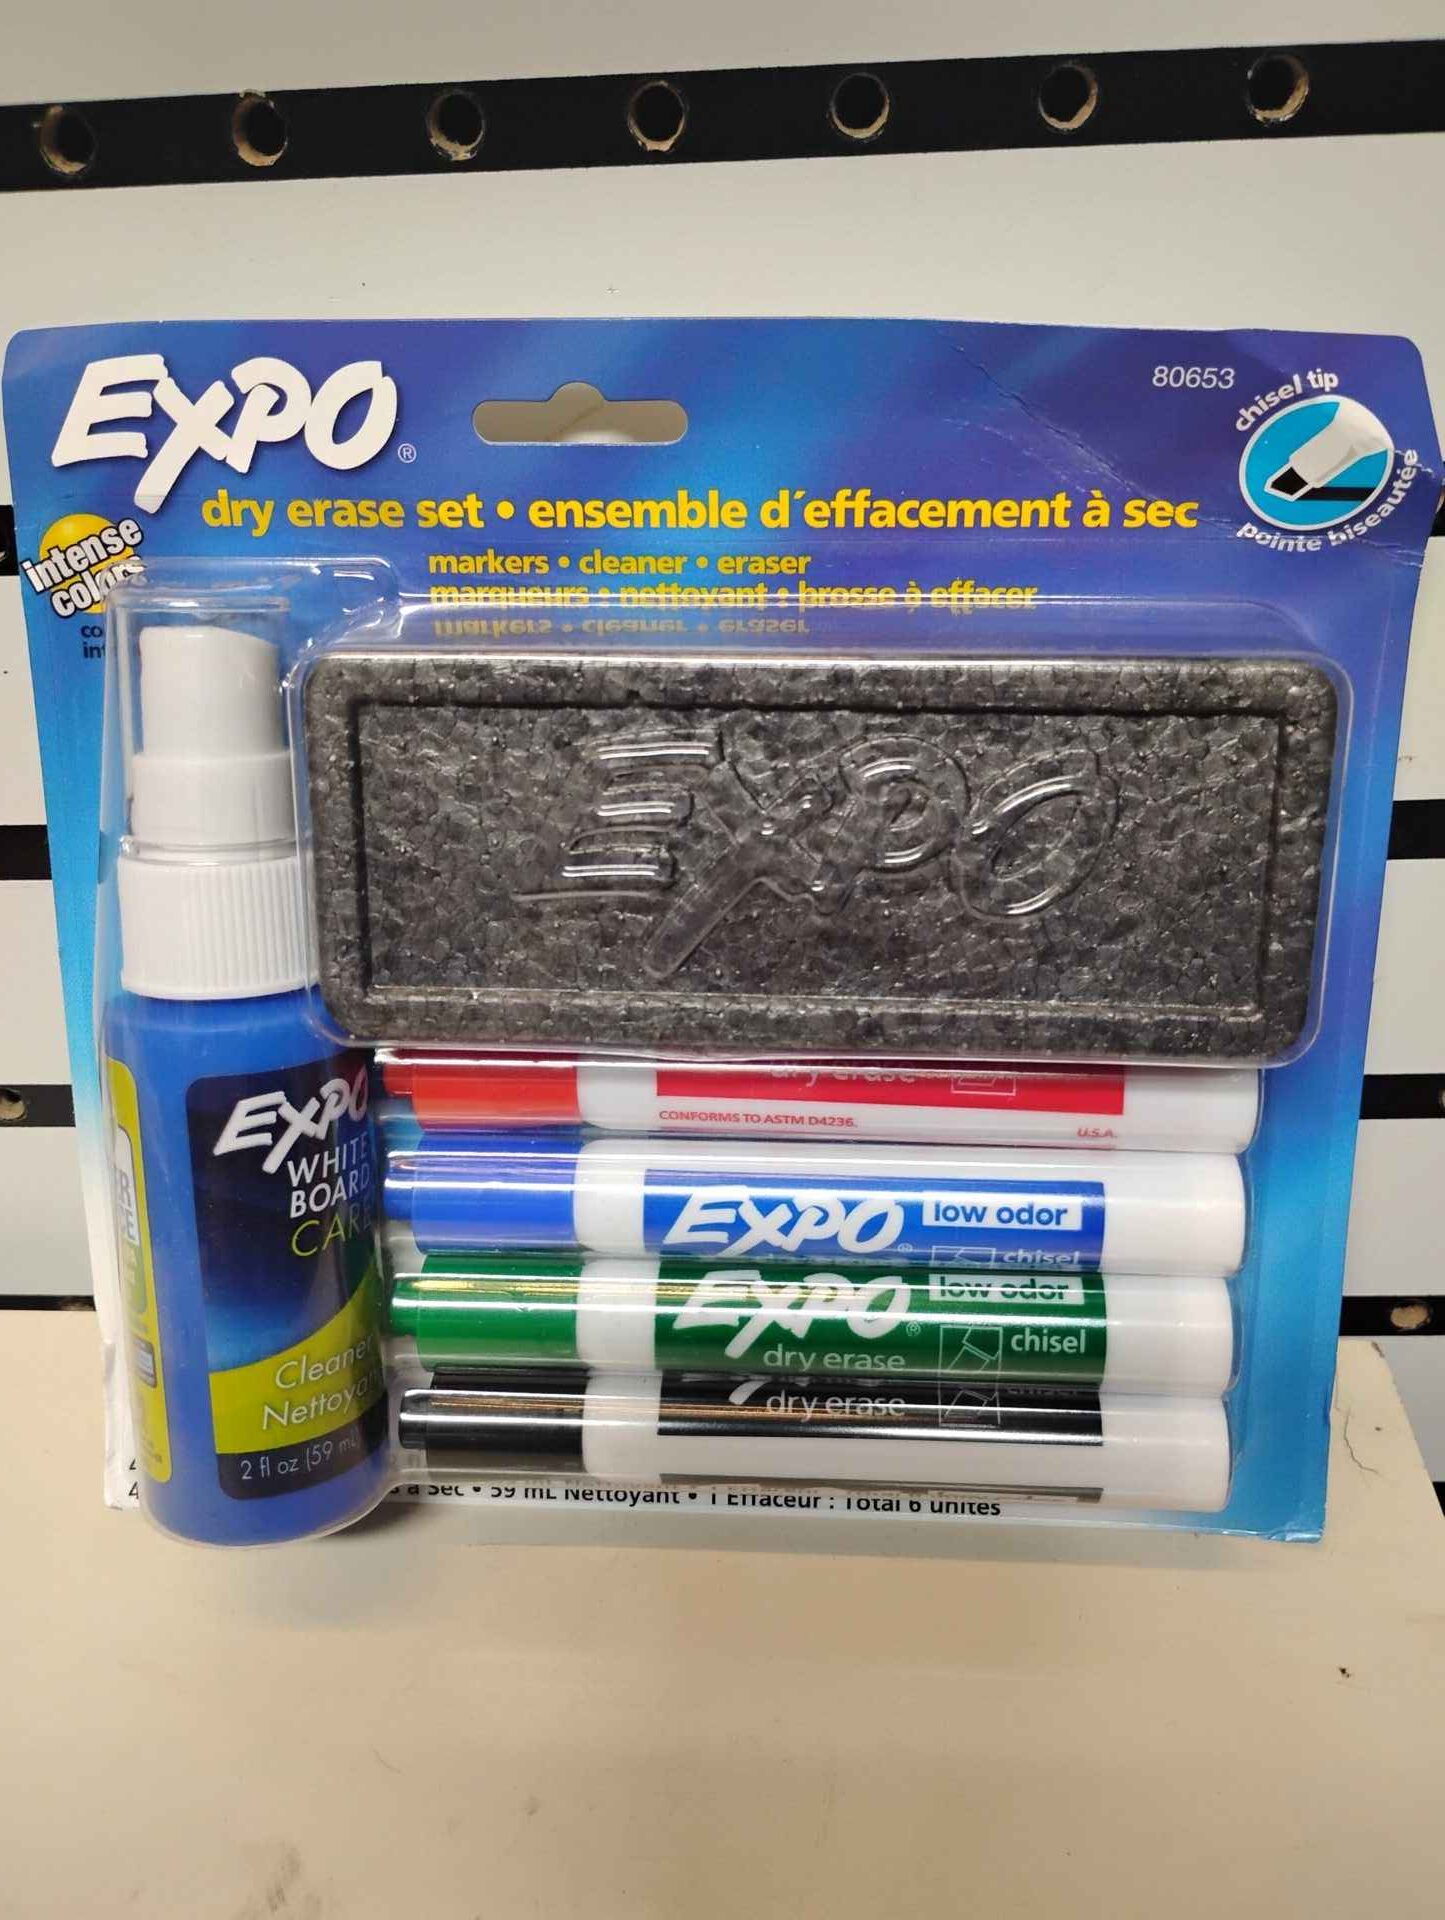 EXPO®
80653
chisel tip
pointe biseautée
dry erase set • ensemble d´effacement à sec
intense
colors
markers • cleaner • eraser
marqueurs • nettoyant • brosse à effacer
EXPO
dry erase
CONFORMS TO ASTM D4236.
U.S.A.
EXPO
WHITE
BOARD
CARE
Cleaner
2 fl oz (59 mL)
EXPO® low odor
chisel
EXPO® low odor
dry erase chisel
dry erase
à Sec • 59 mL Nettoyant • 1 Effaceur : Total 6 unités